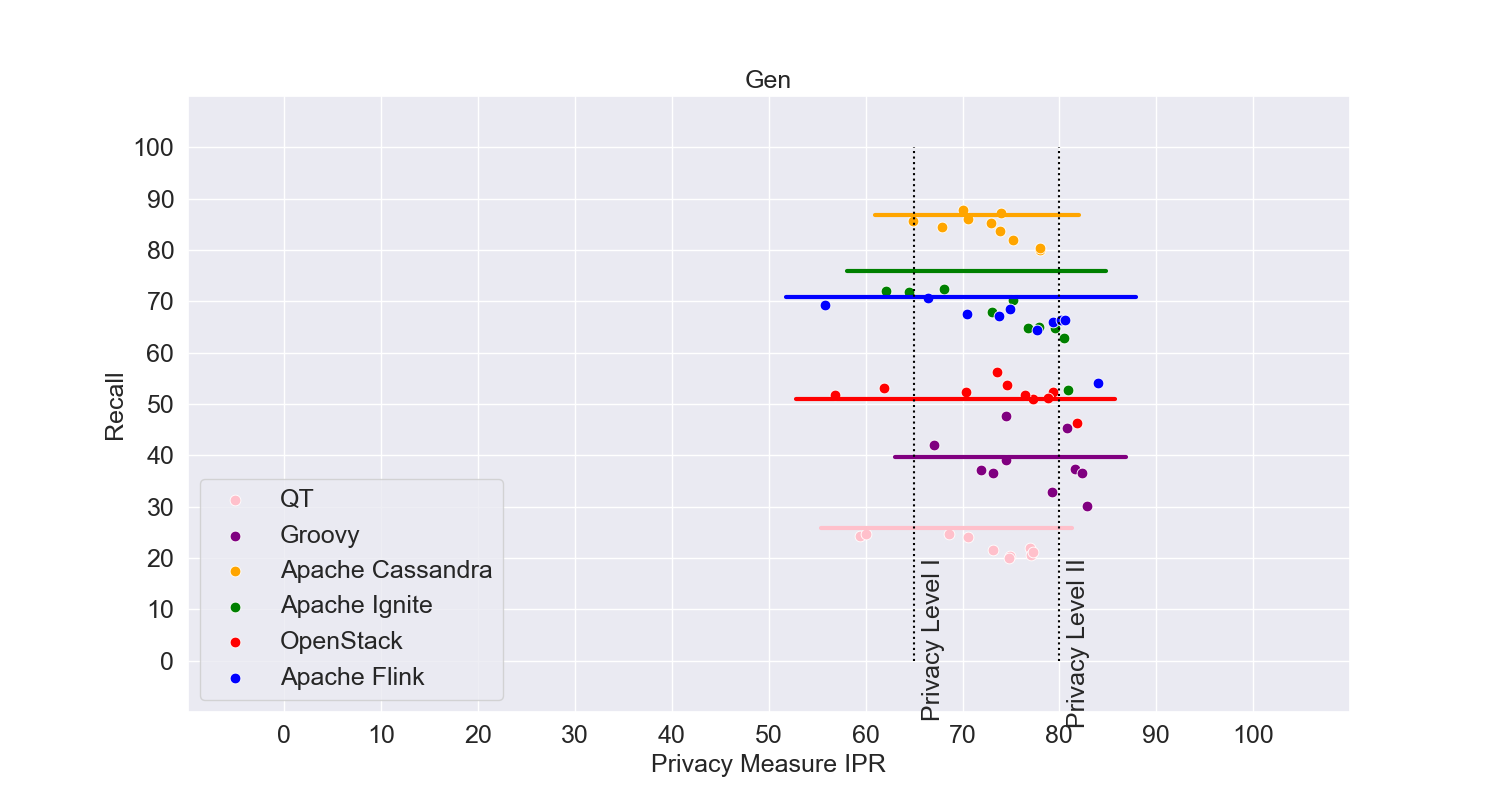 Gen
100
90
80
70
60
50
40
30
20
10
0
Recall
QT
Groovy
Apache Cassandra
Apache Ignite
OpenStack
Apache Flink
Privacy Level I
Privacy Level II
0 10 20 30 40 50 60 70 80 90 100
Privacy Measure IPR